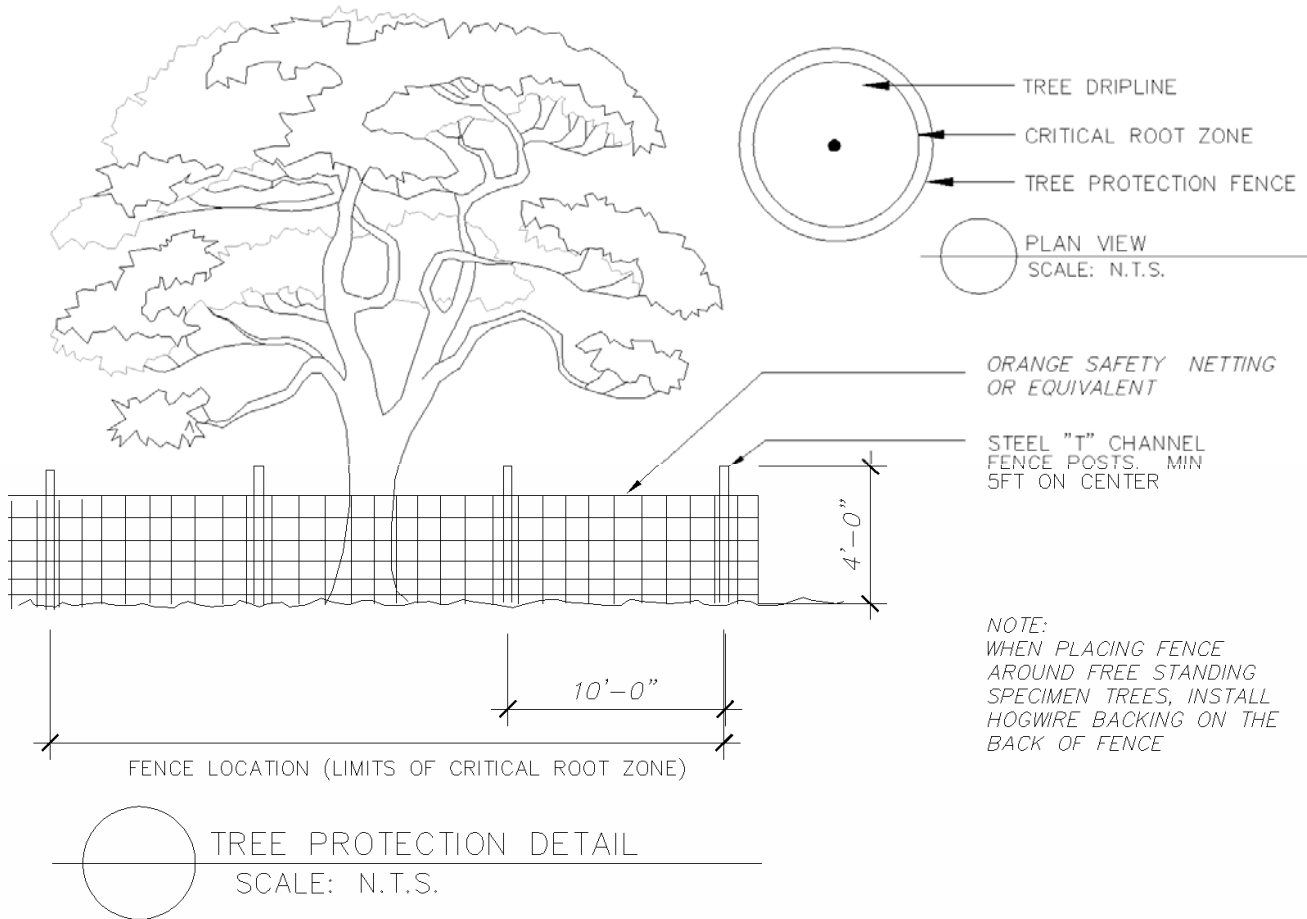 TREE DRIPLINE
CRITICAL ROOT ZONE
TREE PROTECTION FENCE
PLAN VIEW
SCALE: N.T.S.
ORANGE SAFETY NETTING
OR EQUIVALENT
STEEL "T" CHANNEL
FENCE POSTS. MIN
5FT ON CENTER
4'-0"
NOTE:
WHEN PLACING FENCE
AROUND FREE STANDING
SPECIMEN TREES, INSTALL
HOGWIRE BACKING ON THE
BACK OF FENCE
10'-0"
FENCE LOCATION (LIMITS OF CRITICAL ROOT ZONE)
TREE PROTECTION DETAIL
SCALE: N.T.S.